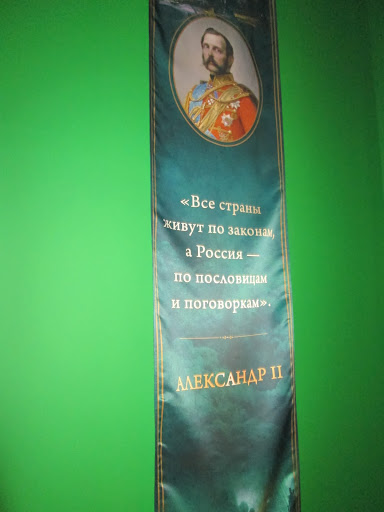 «Все страны
живут по законам,
а Россия —
по пословицам
и поговоркам».
АЛЕКСАНДР II